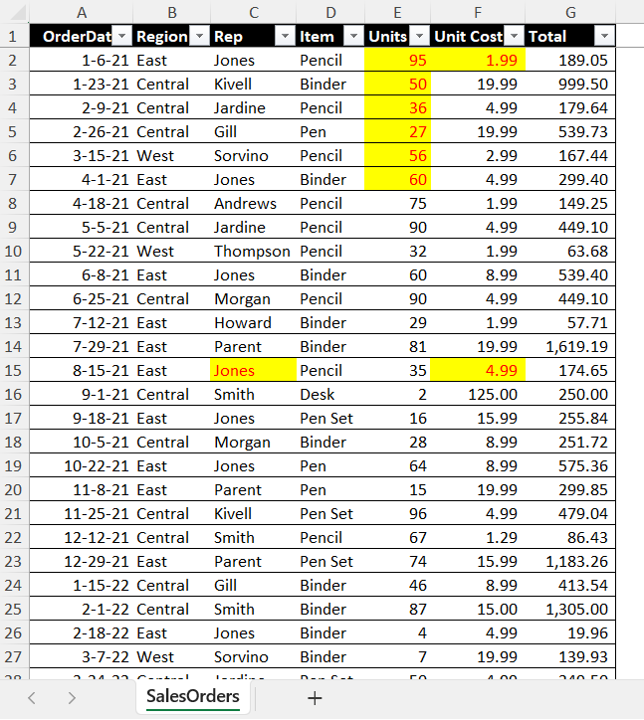 A B C D E F G
1 OrderDat Region Rep Item Units Unit Cost Total
2 1-6-21 East Jones Pencil 95 1.99 189.05
3 1-23-21 Central Kivell Binder 50 19.99 999.50
4 2-9-21 Central Jardine Pencil 36 4.99 179.64
5 2-26-21 Central Gill Pen 27 19.99 539.73
6 3-15-21 West Sorvino Pencil 56 2.99 167.44
7 4-1-21 East Jones Binder 60 4.99 299.40
8 4-18-21 Central Andrews Pencil 75 1.99 149.25
9 5-5-21 Central Jardine Pencil 90 4.99 449.10
10 5-22-21 West Thompson Pencil 32 1.99 63.68
11 6-8-21 East Jones Binder 60 8.99 539.40
12 6-25-21 Central Morgan Pencil 90 4.99 449.10
13 7-12-21 East Howard Binder 29 1.99 57.71
14 7-29-21 East Parent Binder 81 19.99 1,619.19
15 8-15-21 East Jones Pencil 35 4.99 174.65
16 9-1-21 Central Smith Desk 2 125.00 250.00
17 9-18-21 East Jones Pen Set 16 15.99 255.84
18 10-5-21 Central Morgan Binder 28 8.99 251.72
19 10-22-21 East Jones Pen 64 8.99 575.36
20 11-8-21 East Parent Pen 15 19.99 299.85
21 11-25-21 Central Kivell Pen Set 96 4.99 479.04
22 12-12-21 Central Smith Pencil 67 1.29 86.43
23 12-29-21 East Parent Pen Set 74 15.99 1,183.26
24 1-15-22 Central Gill Binder 46 8.99 413.54
25 2-1-22 Central Smith Binder 87 15.00 1,305.00
26 2-18-22 East Jones Binder 4 4.99 19.96
27 3-7-22 West Sorvino Binder 7 19.99 139.93
SalesOrders